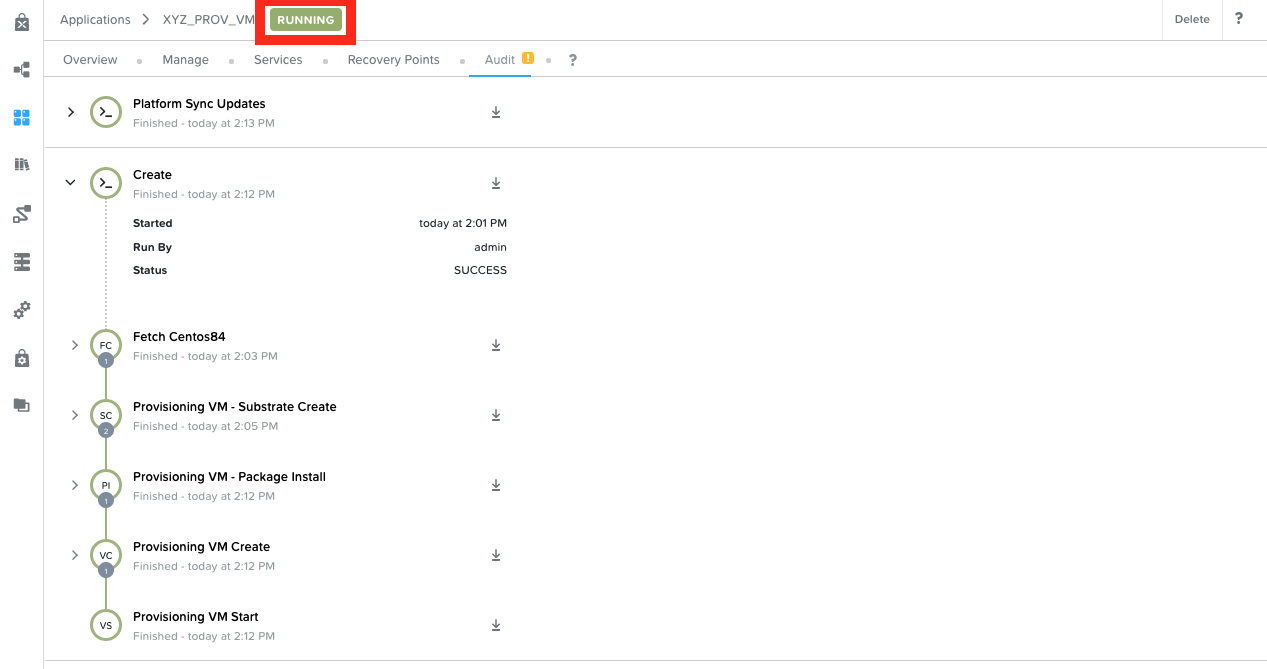 Applications > XYZ_PROV_VM RUNNING Delete ?
Overview Manage Services Recovery Points Audit ! ?
Platform Sync Updates
Finished - today at 2:13 PM
Create
Finished - today at 2:12 PM
Started today at 2:01 PM
Run By admin
Status SUCCESS
FC
1
Fetch Centos84
Finished - today at 2:03 PM
SC
2
Provisioning VM - Substrate Create
Finished - today at 2:05 PM
PI
1
Provisioning VM - Package Install
Finished - today at 2:12 PM
VC
1
Provisioning VM Create
Finished - today at 2:12 PM
VS
Provisioning VM Start
Finished - today at 2:12 PM